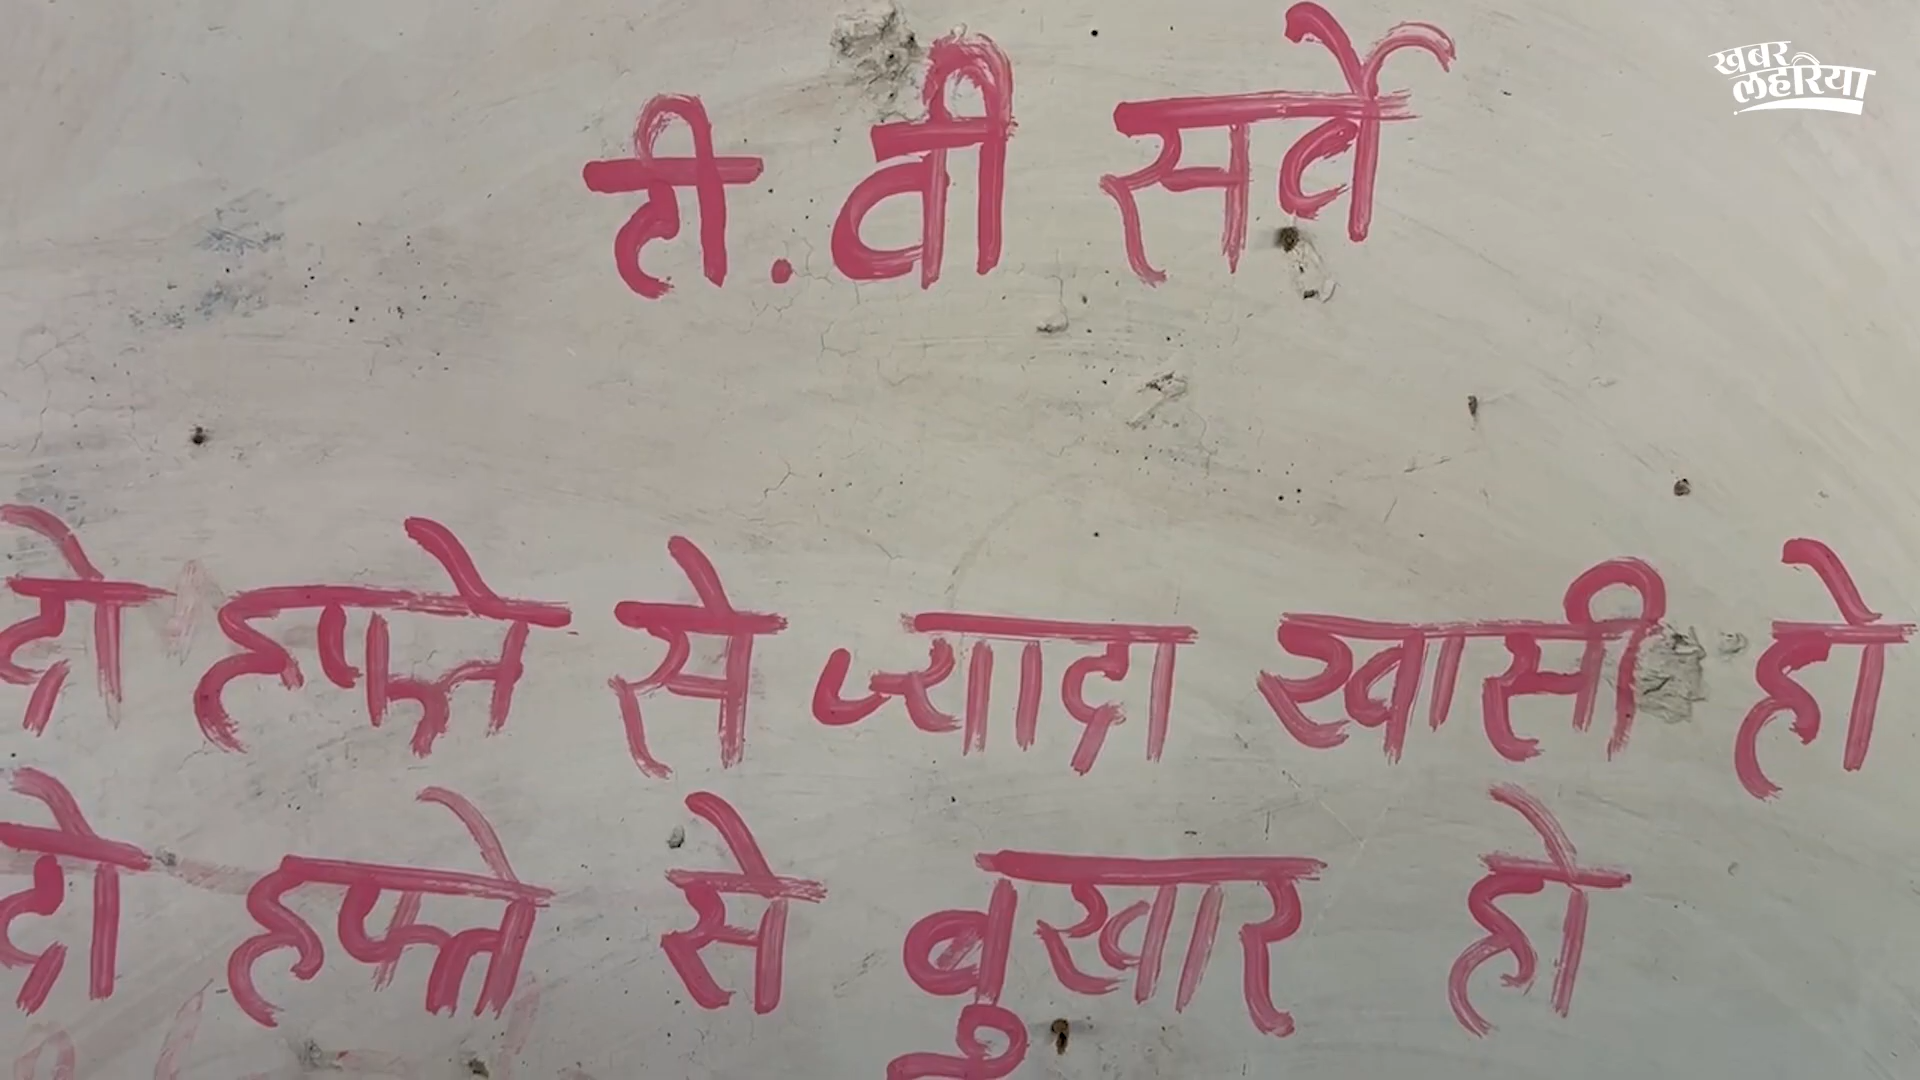 खबर
लहरिया
टी.वी सर्वे
दो हफ्ते से ज्यादा खासी हो
दो हफ्ते से बुखार हो